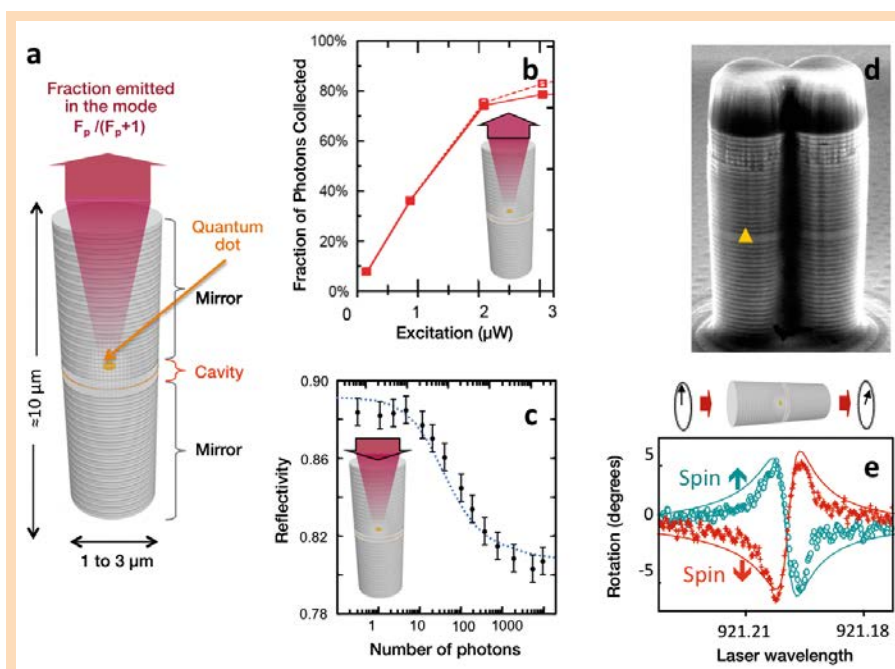 a
Fraction emitted
in the mode
Fp /(Fp+1)
Quantum
dot
Mirror
Cavity
Mirror
≈10 µm
1 to 3 µm
b
Fraction of Photons Collected
100%
80%
60%
40%
20%
0%
0 1 2 3
Excitation (µW)
c
Reflectivity
0.90
0.86
0.82
0.78
1 10 100 1000
Number of photons
d
e
Rotation (degrees)
5
0
-5
Spin
Spin
921.21 921.18
Laser wavelength